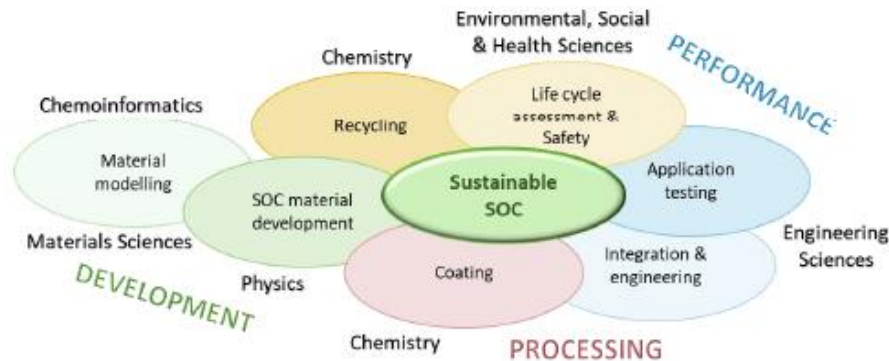 Environmental, Social
& Health Sciences
PERFORMANCE
Chemistry
Chemoinformatics
Life cycle
assessment &
Safety
Recycling
Material
modelling
Application
testing
Sustainable
SOC
SOC material
development
Materials Sciences
Engineering
Sciences
Integration &
engineering
Coating
Physics
DEVELOPMENT
Chemistry
PROCESSING